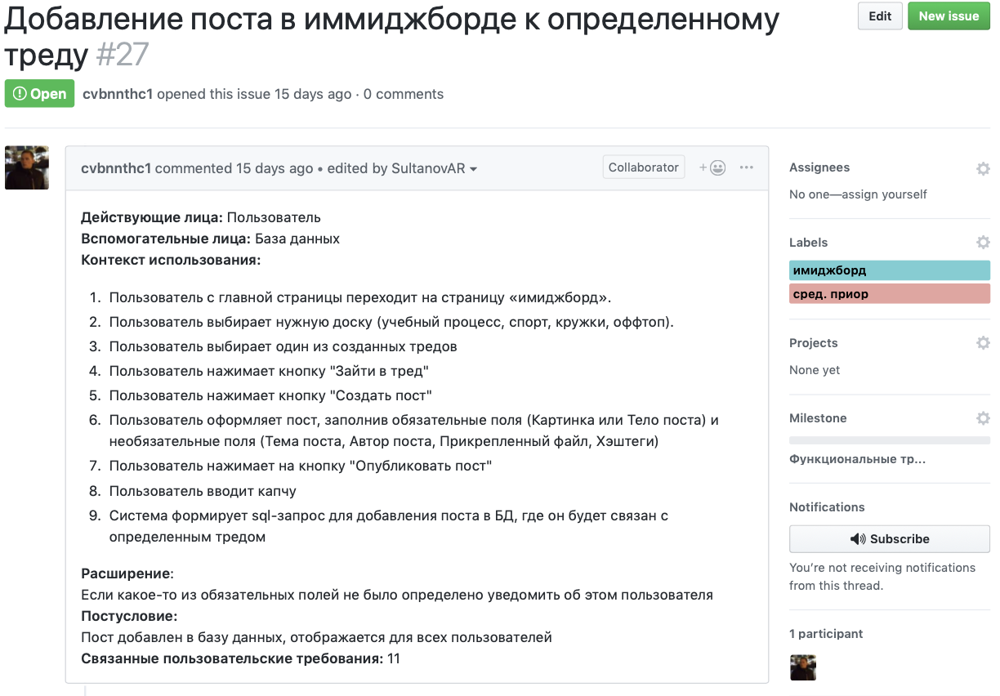 Добавление поста в иммиджборде к определенному
треду #27
Edit
New issue
Open
cvbnnthc1 opened this issue 15 days ago · 0 comments
cvbnnthc1 commented 15 days ago • edited by SultanovAR
Collaborator
Действующие лица: Пользователь
Вспомогательные лица: База данных
Контекст использования:
1. Пользователь с главной страницы переходит на страницу «имиджборд».
2. Пользователь выбирает нужную доску (учебный процесс, спорт, кружки, оффтоп).
3. Пользователь выбирает один из созданных тредов
4. Пользователь нажимает кнопку "Зайти в тред"
5. Пользователь нажимает кнопку "Создать пост"
6. Пользователь оформляет пост, заполнив обязательные поля (Картинка или Тело поста) и
необязательные поля (Тема поста, Автор поста, Прикрепленный файл, Хэштеги)
7. Пользователь нажимает на кнопку "Опубликовать пост"
8. Пользователь вводит капчу
9. Система формирует sql-запрос для добавления поста в БД, где он будет связан с
определенным тредом
Расширение:
Если какое-то из обязательных полей не было определено уведомить об этом пользователя
Постусловие:
Пост добавлен в базу данных, отображается для всех пользователей
Связанные пользовательские требования: 11
Assignees
No one—assign yourself
Labels
имиджборд
сред. приор
Projects
None yet
Milestone
Функциональные тр...
Notifications
Subscribe
You’re not receiving notifications
from this thread.
1 participant